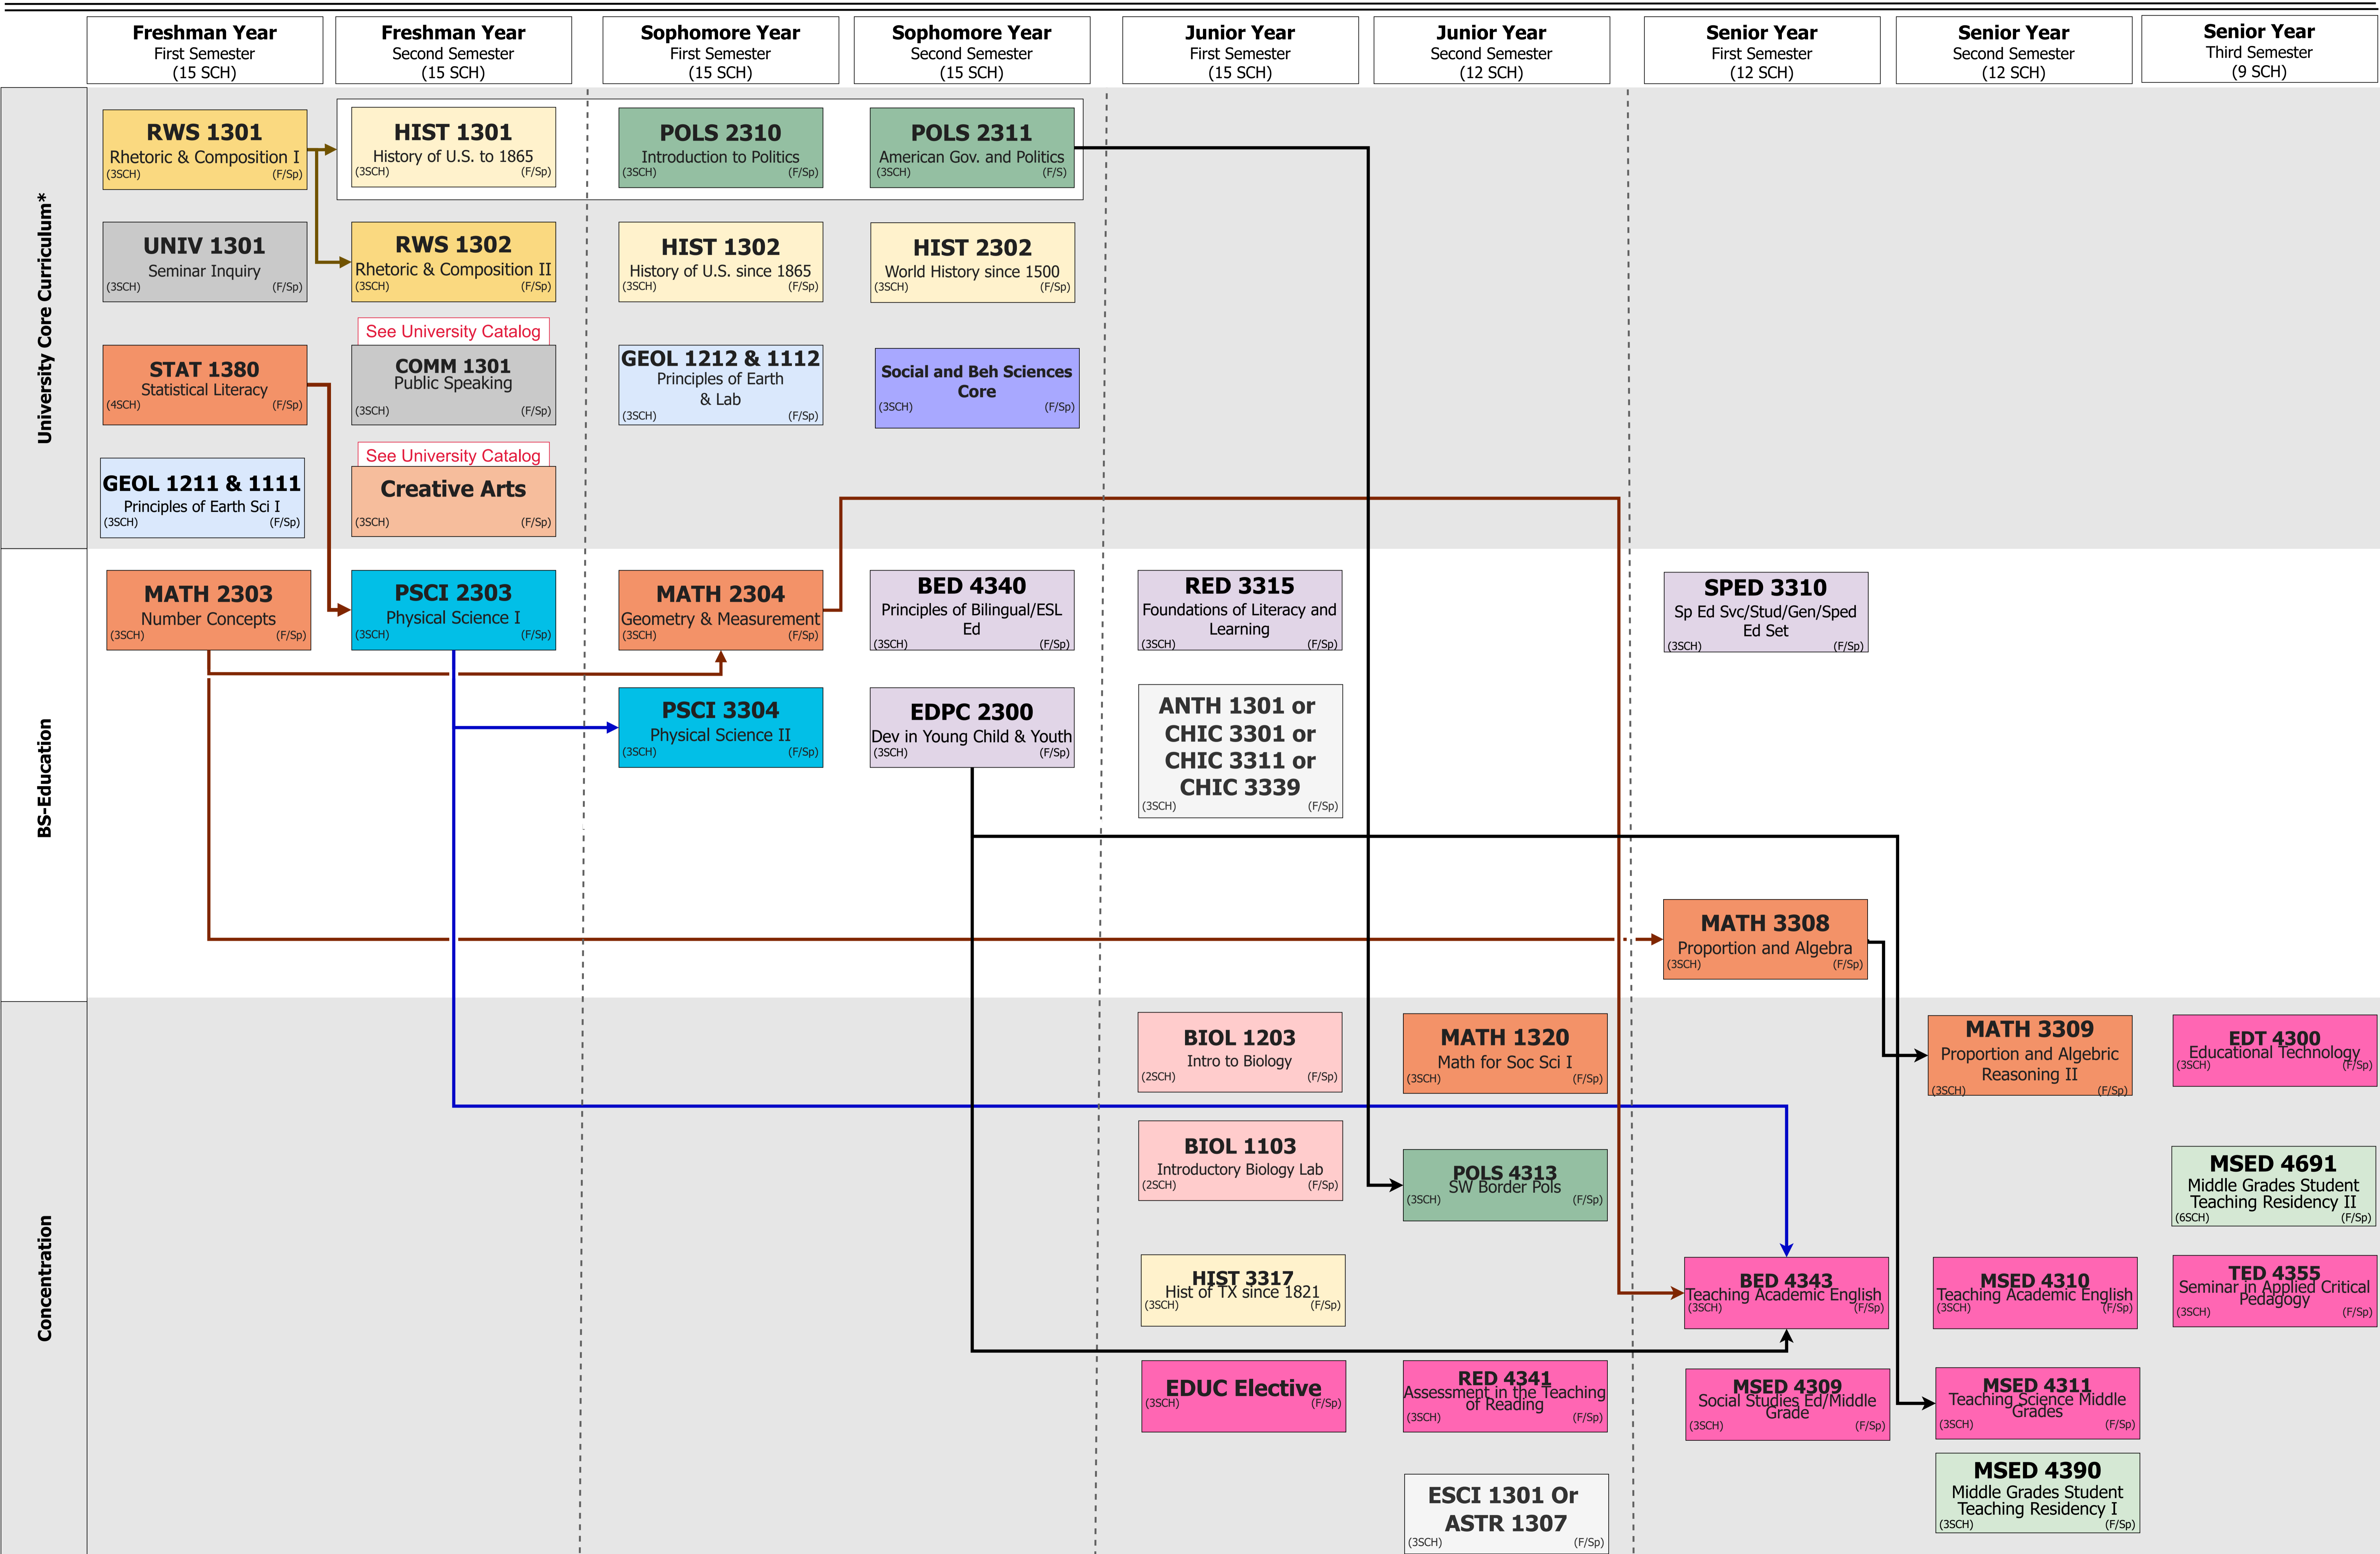 Freshman Year
First Semester
(15 SCH)
Freshman Year
Second Semester
(15 SCH)
Sophomore Year
First Semester
(15 SCH)
Sophomore Year
Second Semester
(15 SCH)
Junior Year
First Semester
(15 SCH)
Junior Year
Second Semester
(12 SCH)
Senior Year
First Semester
(12 SCH)
Senior Year
Second Semester
(12 SCH)
Senior Year
Third Semester
(9 SCH)
University Core Curriculum*
RWS 1301
Rhetoric & Composition I
(3SCH) (F/Sp)
HIST 1301
History of U.S. to 1865
(3SCH) (F/Sp)
POLS 2310
Introduction to Politics
(3SCH) (F/Sp)
POLS 2311
American Gov. and Politics
(3SCH) (F/S)
UNIV 1301
Seminar Inquiry
(3SCH) (F/Sp)
RWS 1302
Rhetoric & Composition II
(3SCH) (F/Sp)
HIST 1302
History of U.S. since 1865
(3SCH) (F/Sp)
HIST 2302
World History since 1500
(3SCH) (F/Sp)
STAT 1380
Statistical Literacy
(4SCH) (F/Sp)
See University Catalog
COMM 1301
Public Speaking
(3SCH) (F/Sp)
GEOL 1212 & 1112
Principles of Earth
& Lab
(3SCH) (F/Sp)
Social and Beh Sciences
Core
(3SCH) (F/Sp)
GEOL 1211 & 1111
Principles of Earth Sci I
(3SCH) (F/Sp)
See University Catalog
Creative Arts
(3SCH) (F/Sp)
BS-Education
MATH 2303
Number Concepts
(3SCH) (F/Sp)
PSCI 2303
Physical Science I
(3SCH) (F/Sp)
MATH 2304
Geometry & Measurement
(3SCH) (F/Sp)
BED 4340
Principles of Bilingual/ESL
Ed
(3SCH) (F/Sp)
RED 3315
Foundations of Literacy and
Learning
(3SCH) (F/Sp)
SPED 3310
Sp Ed Svc/Stud/Gen/Sped
Ed Set
(3SCH) (F/Sp)
PSCI 3304
Physical Science II
(3SCH) (F/Sp)
EDPC 2300
Dev in Young Child & Youth
(3SCH) (F/Sp)
ANTH 1301 or
CHIC 3301 or
CHIC 3311 or
CHIC 3339
(3SCH) (F/Sp)
MATH 3308
Proportion and Algebra
(3SCH) (F/Sp)
Concentration
BIOL 1203
Intro to Biology
(2SCH) (F/Sp)
MATH 1320
Math for Soc Sci I
(3SCH) (F/Sp)
MATH 3309
Proportion and Algebric
Reasoning II
(3SCH) (F/Sp)
EDT 4300
Educational Technology
(3SCH) (F/Sp)
BIOL 1103
Introductory Biology Lab
(2SCH) (F/Sp)
POLS 4313
SW Border Pols
(3SCH) (F/Sp)
MSED 4691
Middle Grades Student
Teaching Residency II
(6SCH) (F/Sp)
HIST 3317
Hist of TX since 1821
(3SCH) (F/Sp)
BED 4343
Teaching Academic English
(3SCH) (F/Sp)
MSED 4310
Teaching Academic English
(3SCH) (F/Sp)
TED 4355
Seminar in Applied Critical
Pedagogy
(3SCH) (F/Sp)
EDUC Elective
(3SCH) (F/Sp)
RED 4341
Assessment in the Teaching
of Reading
(3SCH) (F/Sp)
MSED 4309
Social Studies Ed/Middle
Grade
(3SCH) (F/Sp)
MSED 4311
Teaching Science Middle
Grades
(3SCH) (F/Sp)
ESCI 1301 Or
ASTR 1307
(3SCH) (F/Sp)
MSED 4390
Middle Grades Student
Teaching Residency I
(3SCH) (F/Sp)